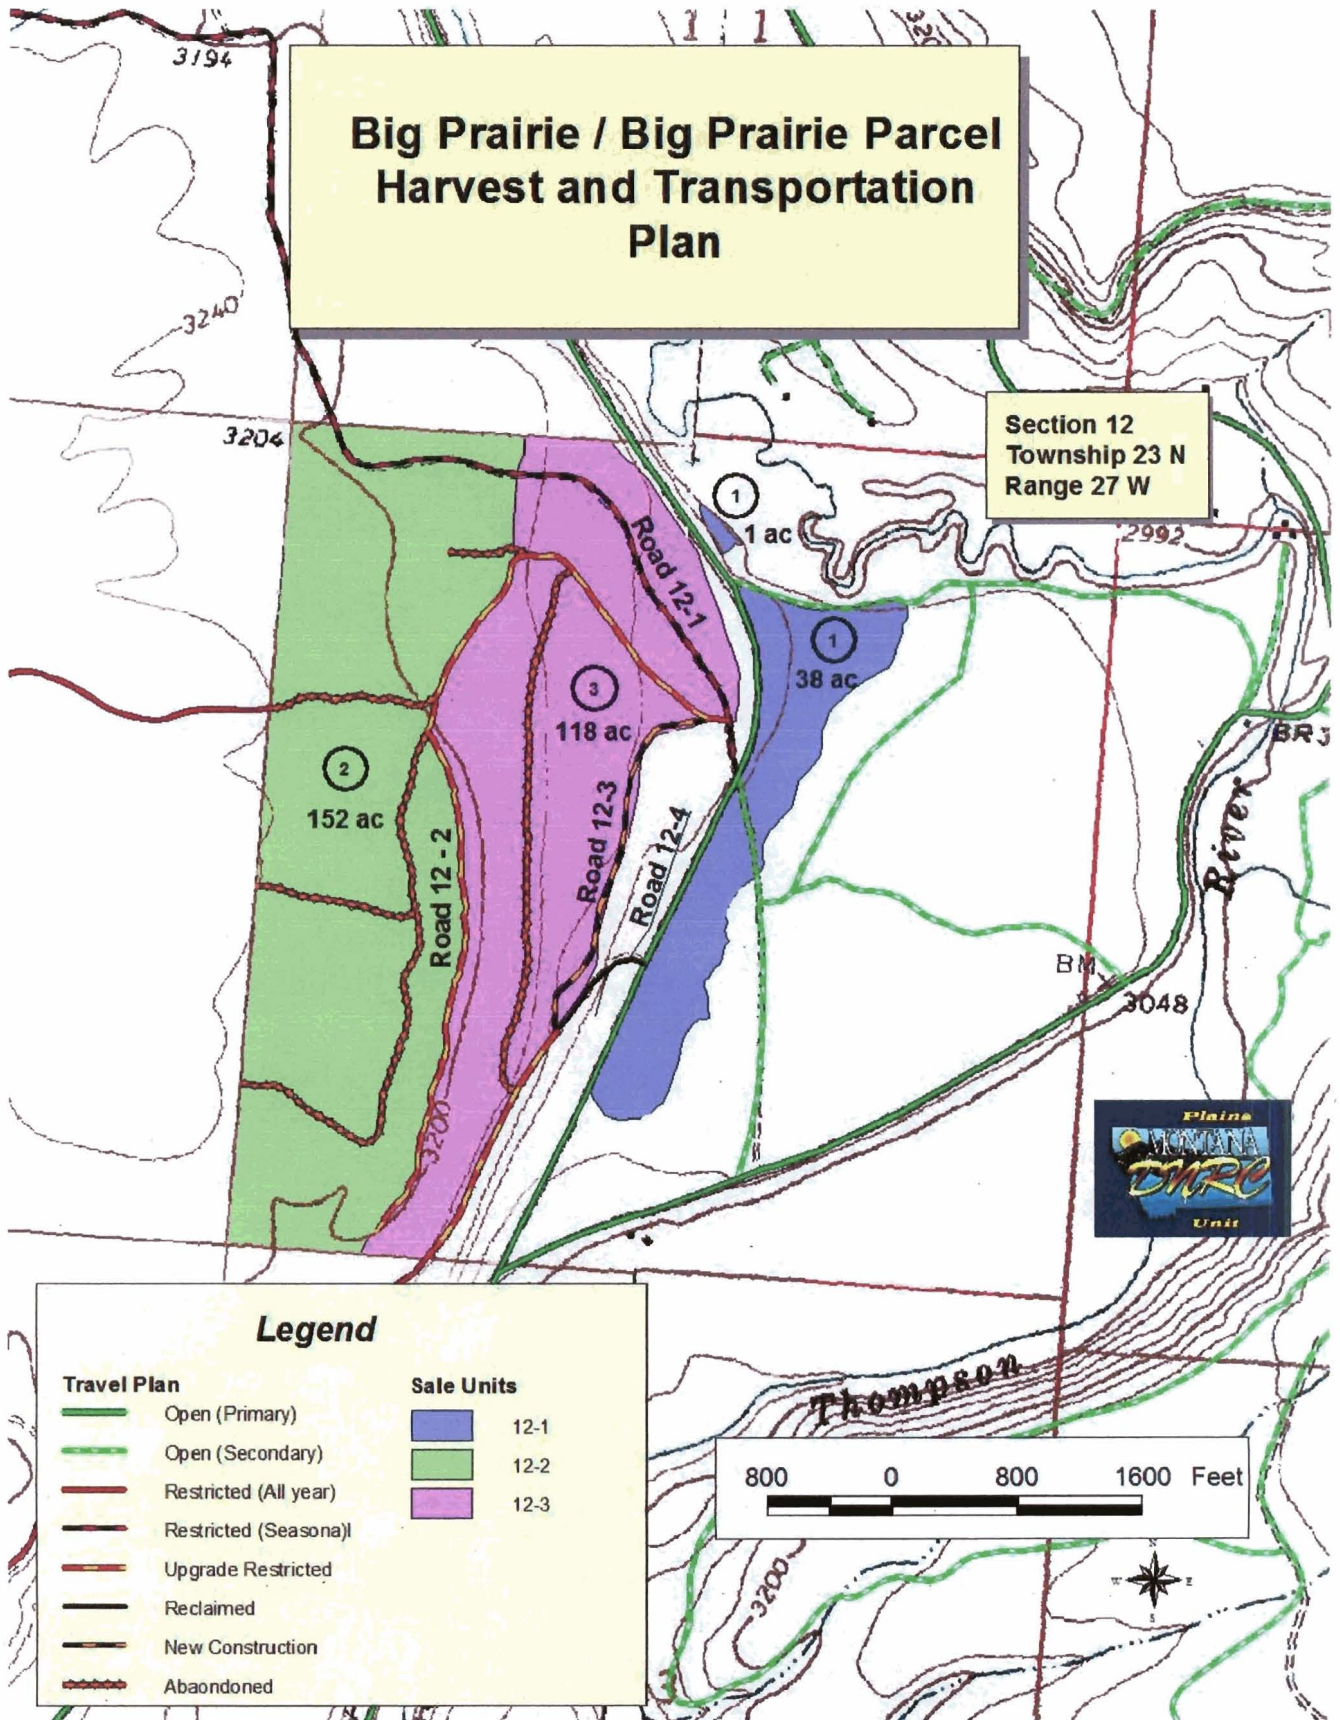 3194
Big Prairie / Big Prairie Parcel
Harvest and Transportation
Plan
3240
3204
Section 12
Township 23 N
Range 27 W
2992
1
1 ac
Road 12-1
1
38 ac
3
118 ac
2
152 ac
Road 12 - 2
Road 12-3
Road 12-4
River
BM
3048
3200
Plains
MONTANA
DNRC
Unit
Legend
Travel Plan
Open (Primary)
Open (Secondary)
Restricted (All year)
Restricted (Seasona)l
Upgrade Restricted
Reclaimed
New Construction
Abaondoned
Sale Units
12-1
12-2
12-3
Thompson
800 0 800 1600 Feet
3200
N
W E
S